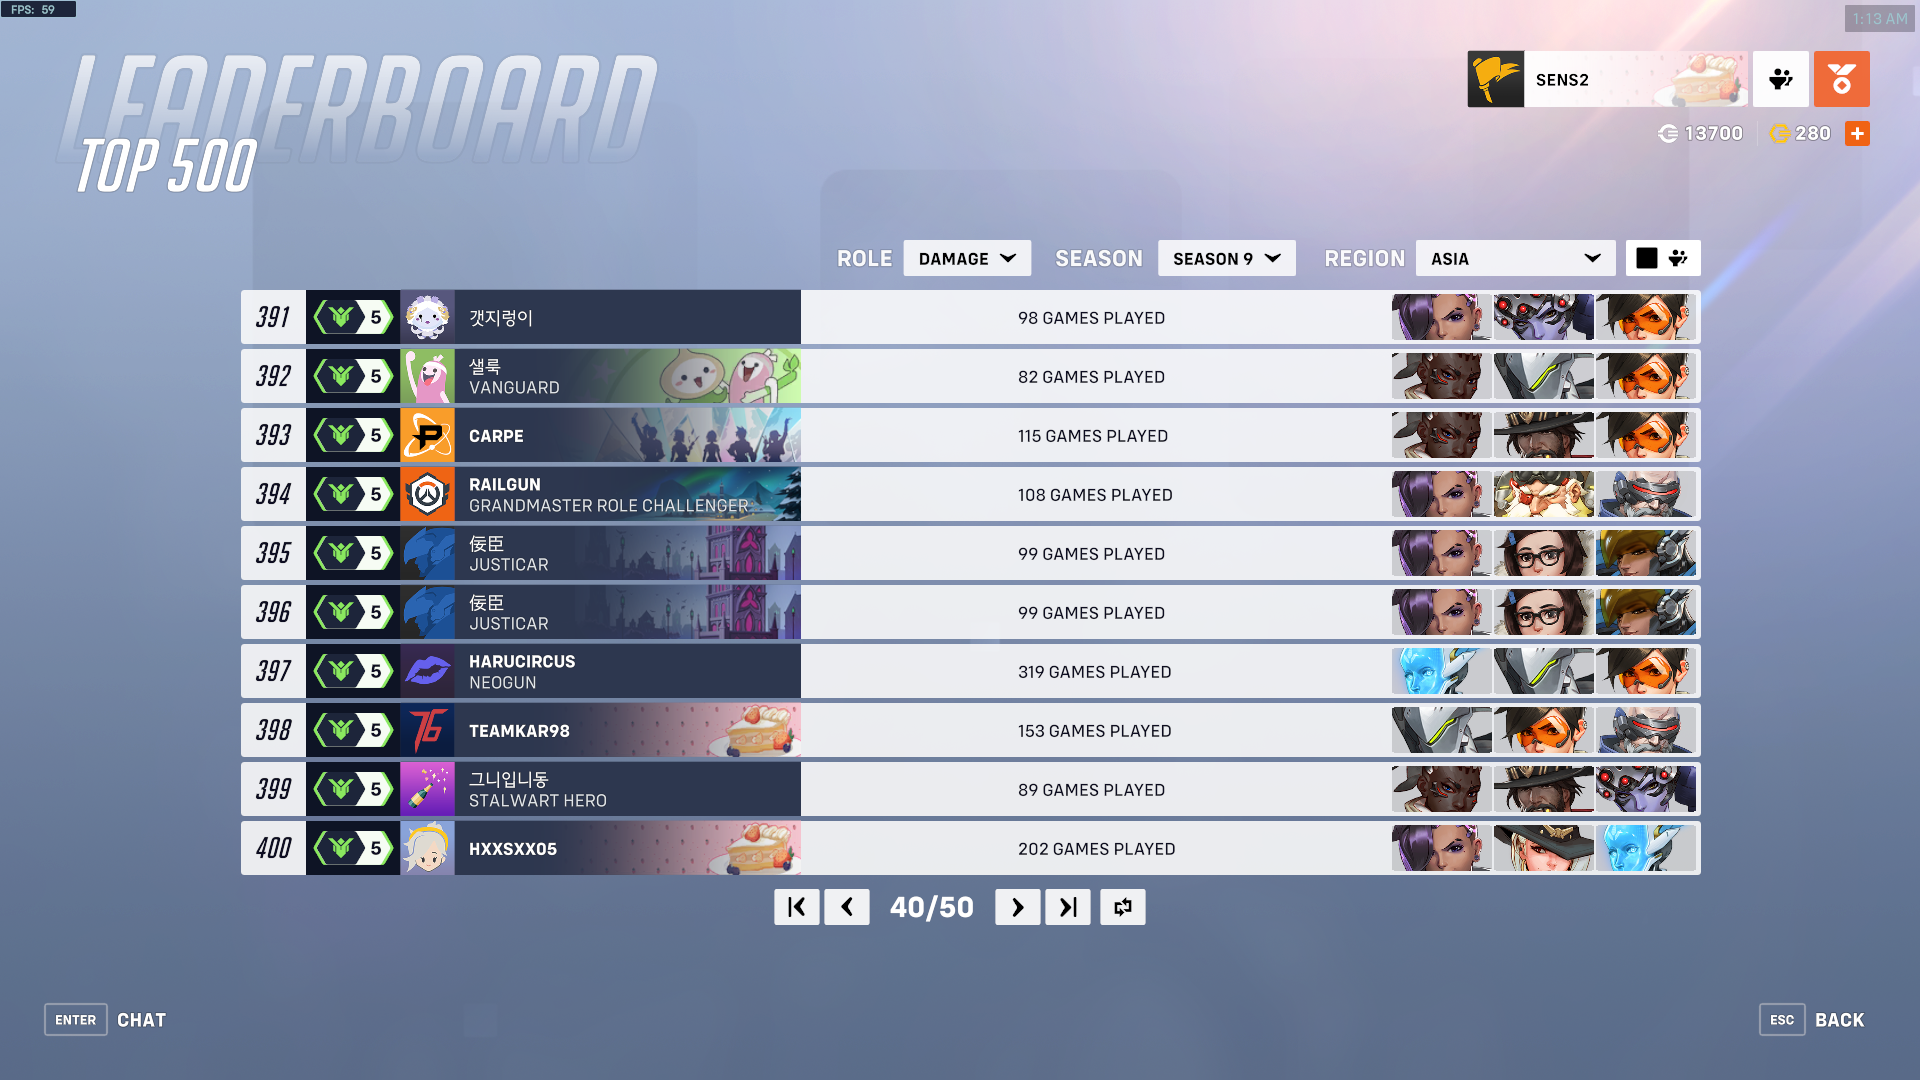 FPS: 59
1:13 AM
LEADERBOARD
TOP 500
SENS2
13700
280
ROLE DAMAGE SEASON SEASON 9 REGION ASIA
391 5 갯지렁이 98 GAMES PLAYED
392 5 샐룩 82 GAMES PLAYED
VANGUARD
393 5 CARPE 115 GAMES PLAYED
394 5 RAILGUN 108 GAMES PLAYED
GRANDMASTER ROLE CHALLENGER
395 5 佞臣 99 GAMES PLAYED
JUSTICAR
396 5 佞臣 99 GAMES PLAYED
JUSTICAR
397 5 HARUCIRCUS 319 GAMES PLAYED
NEOGUN
398 5 TEAMKAR98 153 GAMES PLAYED
399 5 그니입니동 89 GAMES PLAYED
STALWART HERO
400 5 HXXSXX05 202 GAMES PLAYED
40/50
ENTER CHAT
ESC BACK